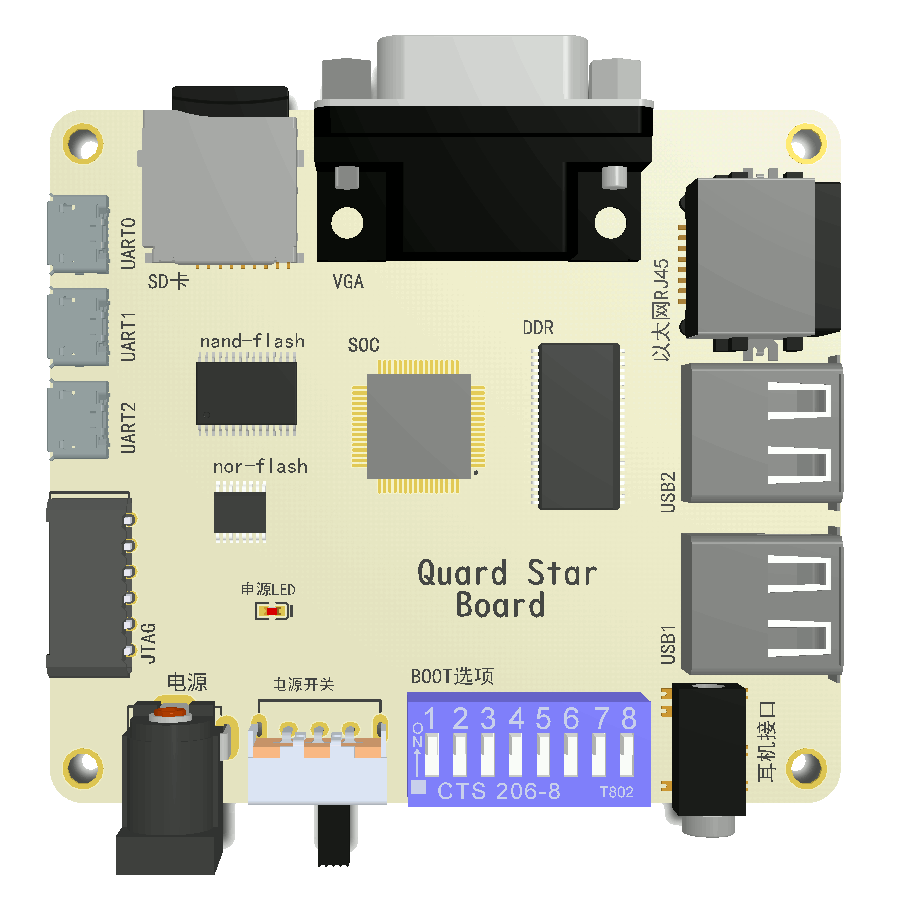 UART0
SD卡
VGA
以太网RJ45
UART1
nand-flash
SOC
DDR
UART2
nor-flash
USB2
Quard Star
Board
电源LED
JTAG
USB1
电源
电源开关
BOOT选项
1 2 3 4 5 6 7 8
ON
CTS 206-8
T802
耳机接口